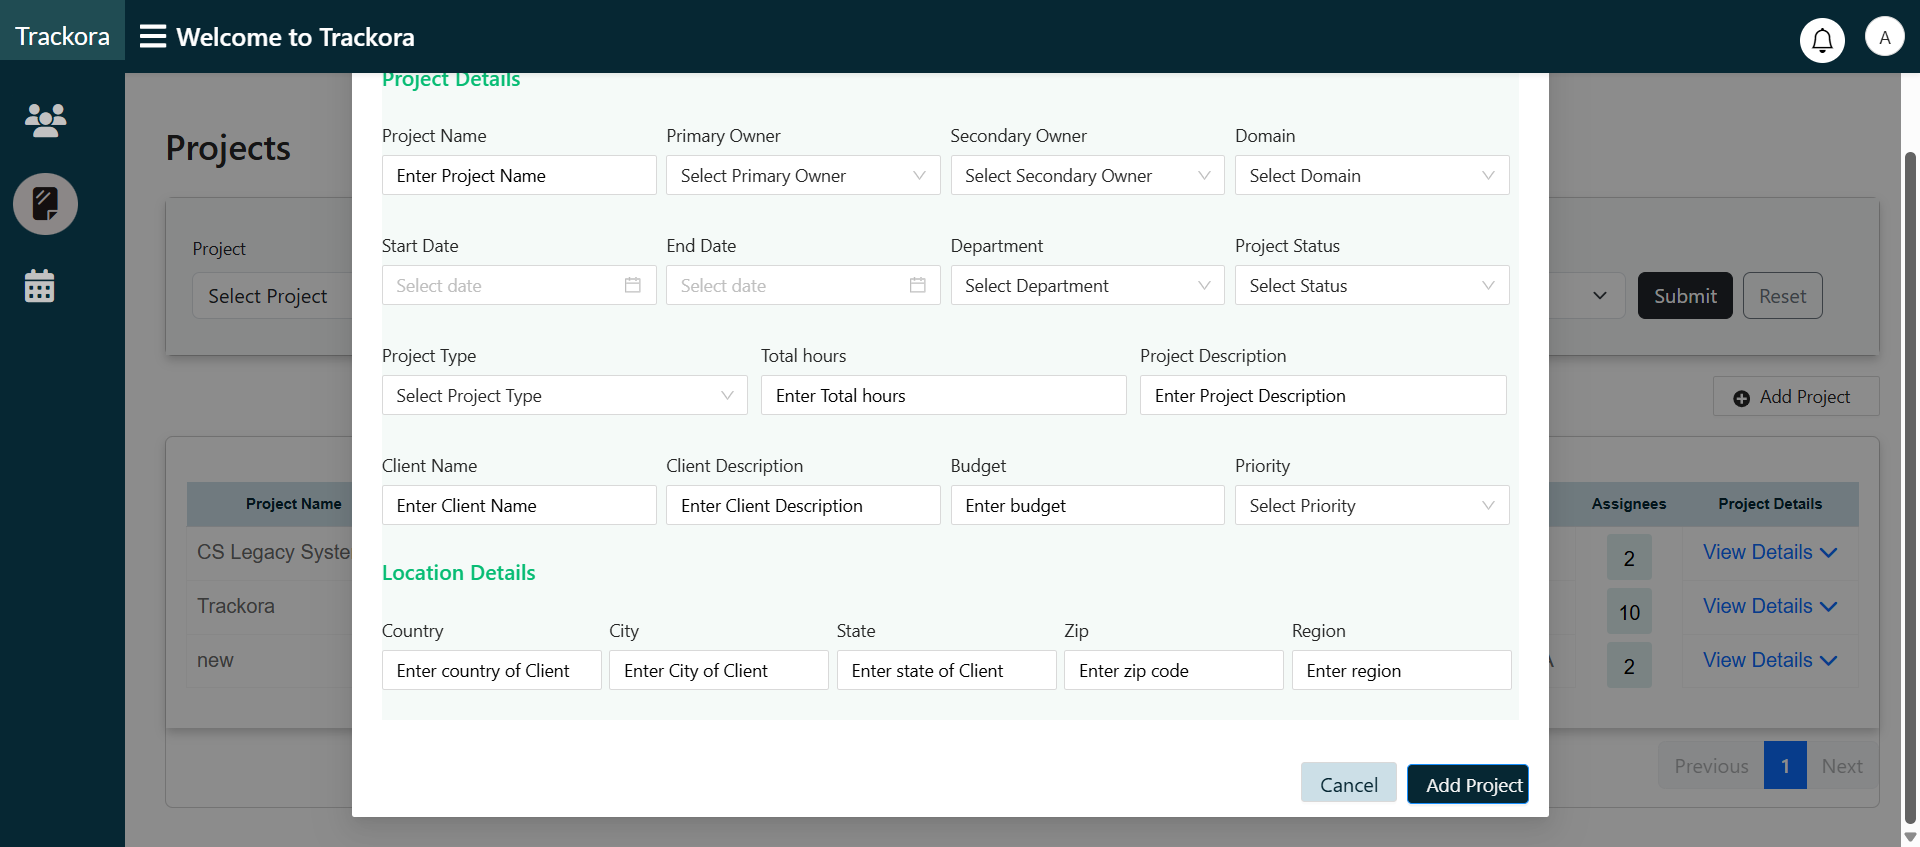 Trackora
Welcome to Trackora
A
Projects
Project
Select Project
Submit
Reset
Add Project
Project Name
Assignees
Project Details
CS Legacy Syste
2
View Details
Trackora
10
View Details
new
2
View Details
Previous
1
Next
Project Details
Project Name
Primary Owner
Secondary Owner
Domain
Enter Project Name
Select Primary Owner
Select Secondary Owner
Select Domain
Start Date
End Date
Department
Project Status
Select date
Select date
Select Department
Select Status
Project Type
Total hours
Project Description
Select Project Type
Enter Total hours
Enter Project Description
Client Name
Client Description
Budget
Priority
Enter Client Name
Enter Client Description
Enter budget
Select Priority
Location Details
Country
City
State
Zip
Region
Enter country of Client
Enter City of Client
Enter state of Client
Enter zip code
Enter region
Cancel
Add Project